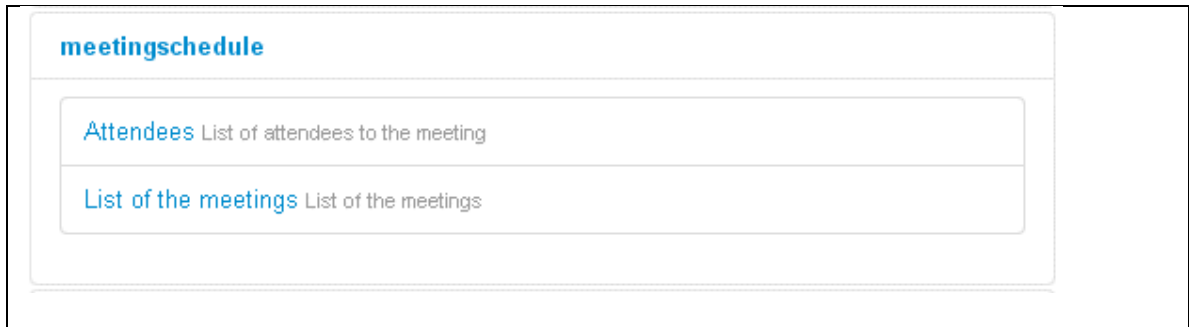 meetingschedule
Attendees List of attendees to the meeting
List of the meetings List of the meetings